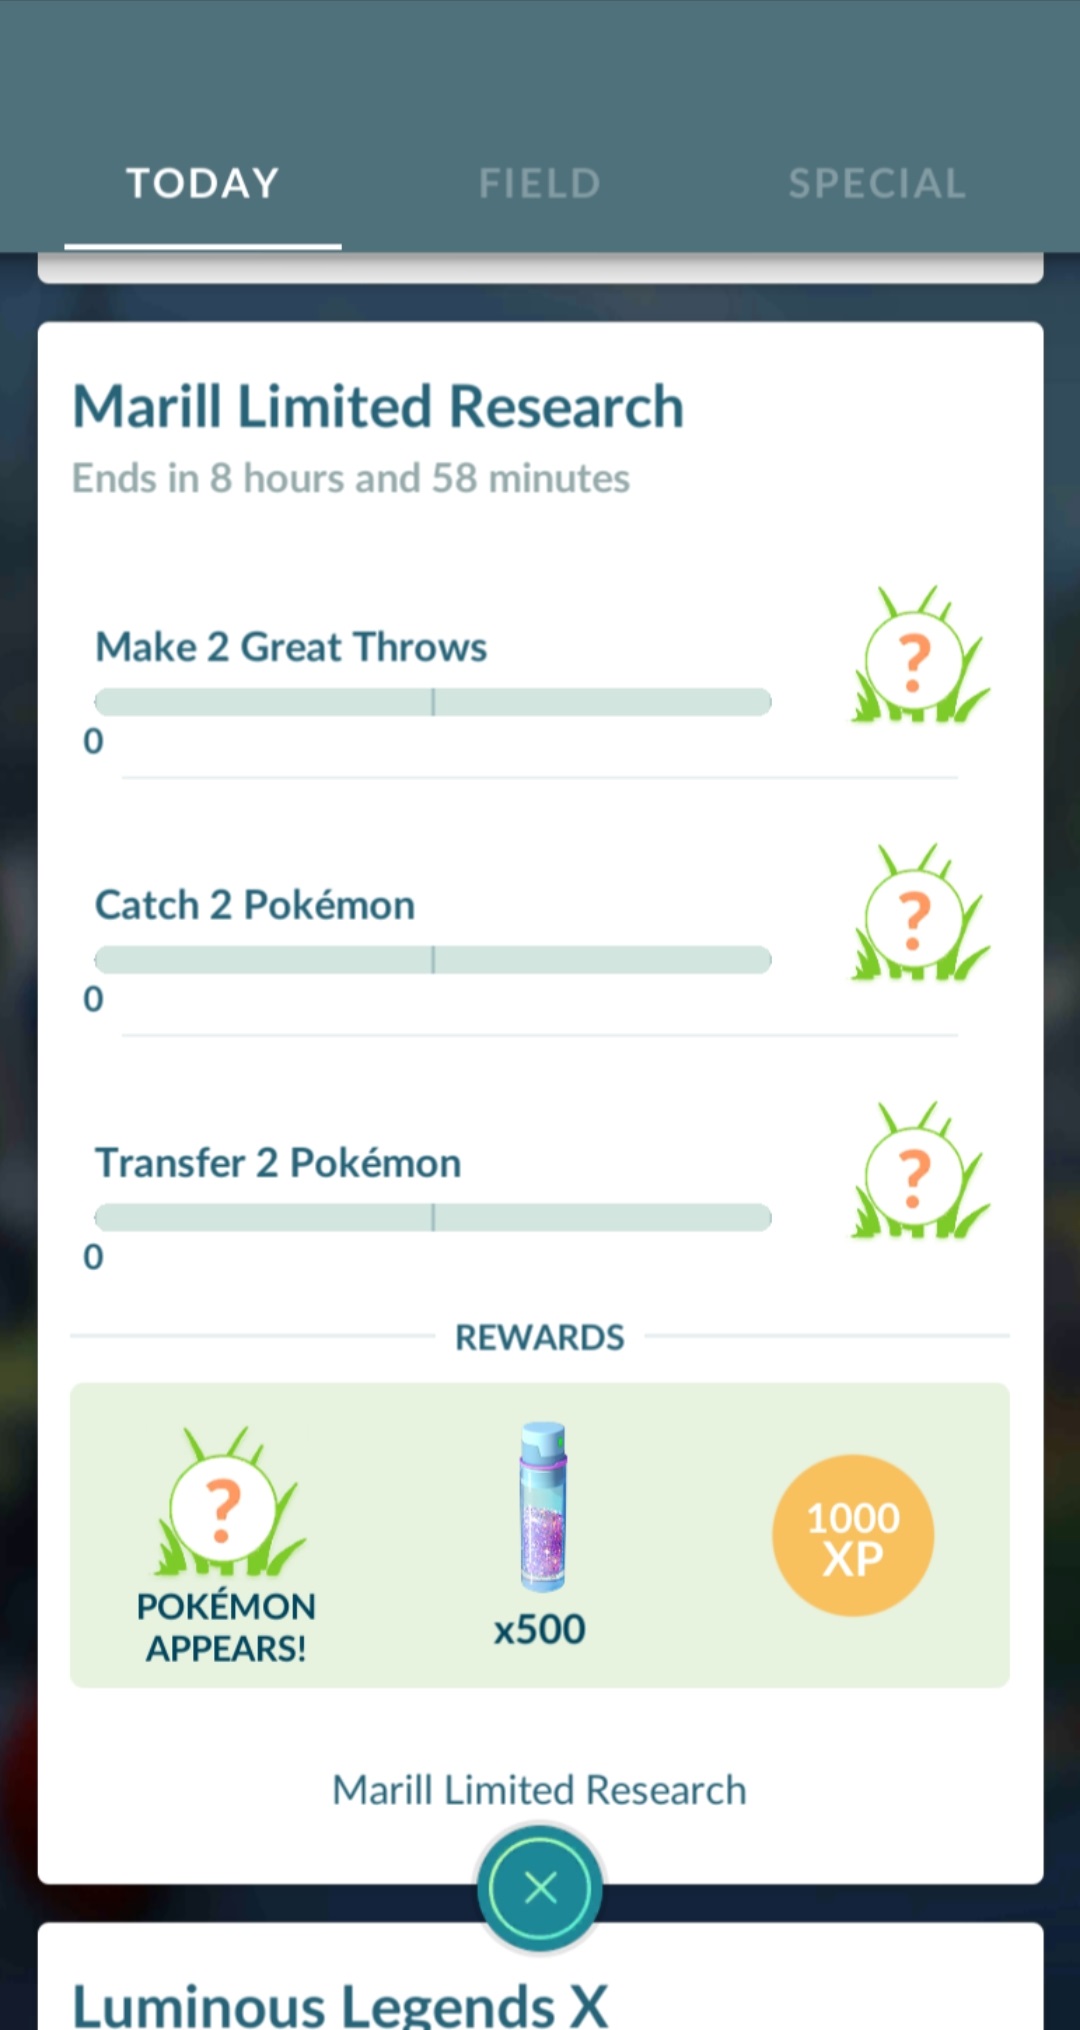 TODAY FIELD SPECIAL
Marill Limited Research
Ends in 8 hours and 58 minutes
Make 2 Great Throws
?
0
Catch 2 Pokémon
?
0
Transfer 2 Pokémon
?
0
REWARDS
?
POKÉMON
APPEARS!
x500
1000
XP
Marill Limited Research
Luminous Legends X